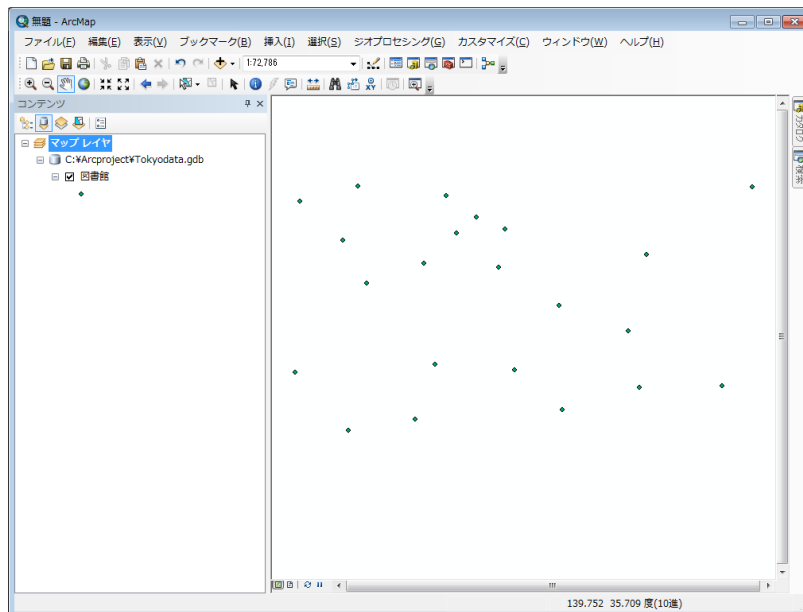 無題 - ArcMap
ファイル(F) 編集(E) 表示(V) ブックマーク(B) 挿入(I) 選択(S) ジオプロセシング(G) カスタマイズ(C) ウィンドウ(W) ヘルプ(H)
1:72,786
コンテンツ
マップ レイヤ
C:¥Arcproject¥Tokyodata.gdb
図書館
カタログ
検索
139.752 35.709 度(10進)